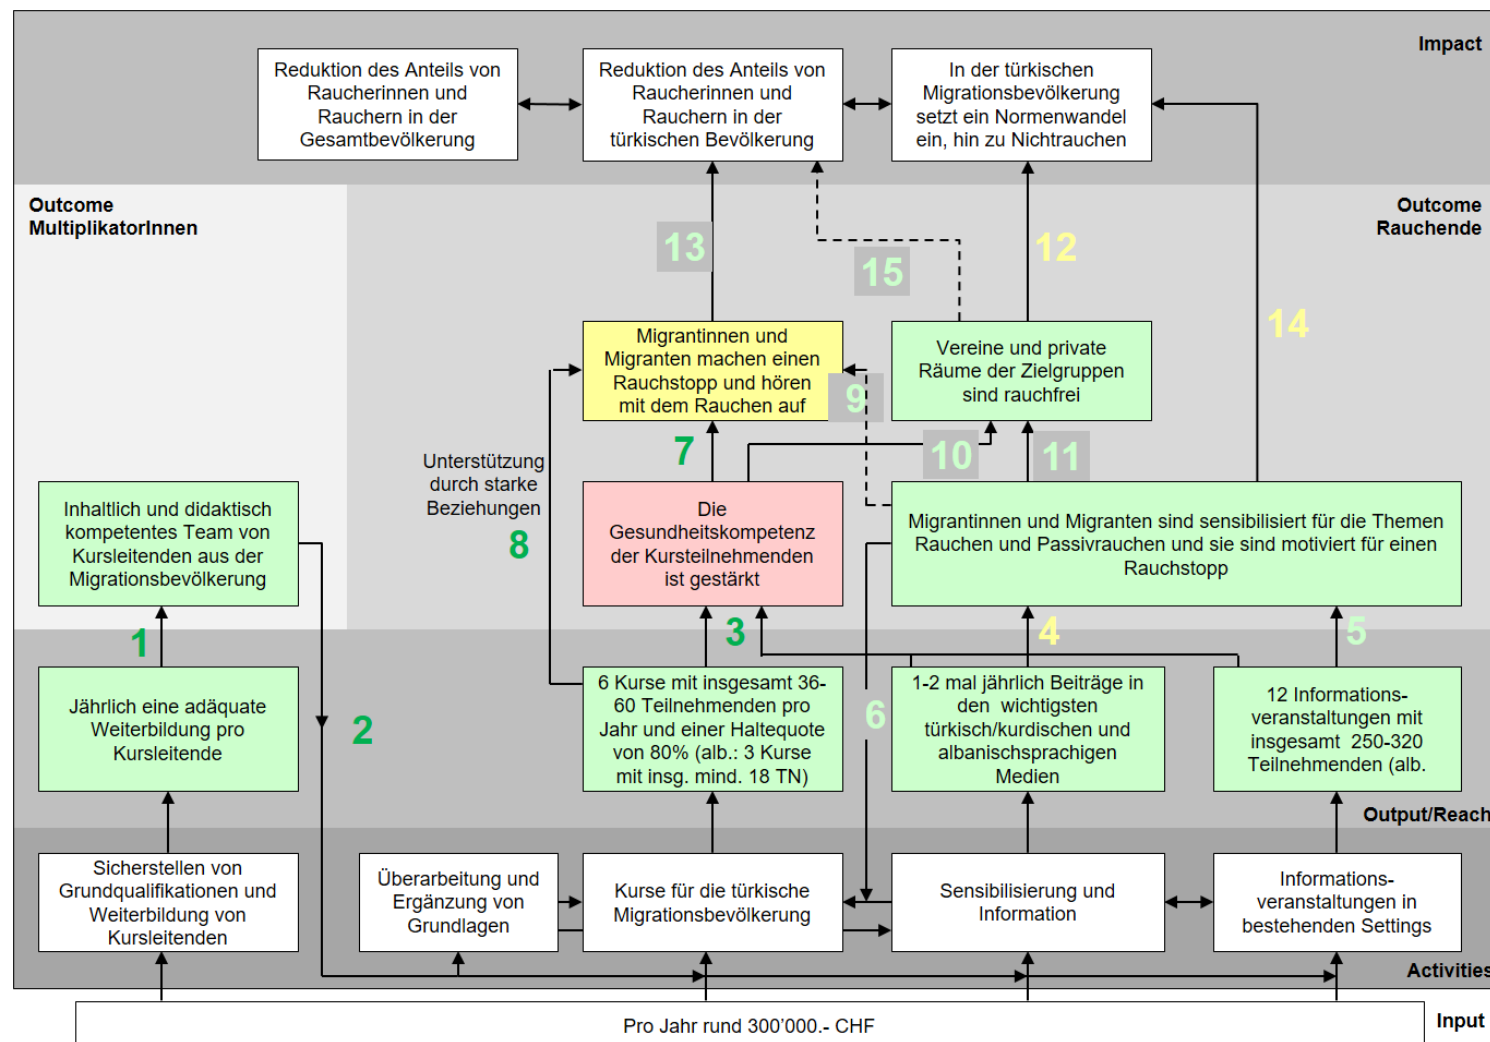 Impact
Reduktion des Anteils von
Raucherinnen und
Rauchern in der
Gesamtbevölkerung
Reduktion des Anteils von
Raucherinnen und
Rauchern in der
türkischen Bevölkerung
In der türkischen
Migrationsbevölkerung
setzt ein Normenwandel
ein, hin zu Nichtrauchen
Outcome
MultiplikatorInnen
Outcome
Rauchende
13
15
12
14
Migrantinnen und
Migranten machen einen
Rauchstopp und hören
mit dem Rauchen auf
Vereine und private
Räume der Zielgruppen
sind rauchfrei
9
7
10
11
Unterstützung
durch starke
Beziehungen
8
Inhaltlich und didaktisch
kompetentes Team von
Kursleitenden aus der
Migrationsbevölkerung
Die
Gesundheitskompetenz
der Kursteilnehmenden
ist gestärkt
Migrantinnen und Migranten sind sensibilisiert für die Themen
Rauchen und Passivrauchen und sie sind motiviert für einen
Rauchstopp
1
3
4
5
Jährlich eine adäquate
Weiterbildung pro
Kursleitende
2
6 Kurse mit insgesamt 36-
60 Teilnehmenden pro
Jahr und einer Haltequote
von 80% (alb.: 3 Kurse
mit insg. mind. 18 TN)
6
1-2 mal jährlich Beiträge in
den wichtigsten
türkisch/kurdischen und
albanischsprachigen
Medien
12 Informations-
veranstaltungen mit
insgesamt 250-320
Teilnehmenden (alb.
Output/Reach
Sicherstellen von
Grundqualifikationen und
Weiterbildung von
Kursleitenden
Überarbeitung und
Ergänzung von
Grundlagen
Kurse für die türkische
Migrationsbevölkerung
Sensibilisierung und
Information
Informations-
veranstaltungen in
bestehenden Settings
Activities
Pro Jahr rund 300'000.- CHF
Input